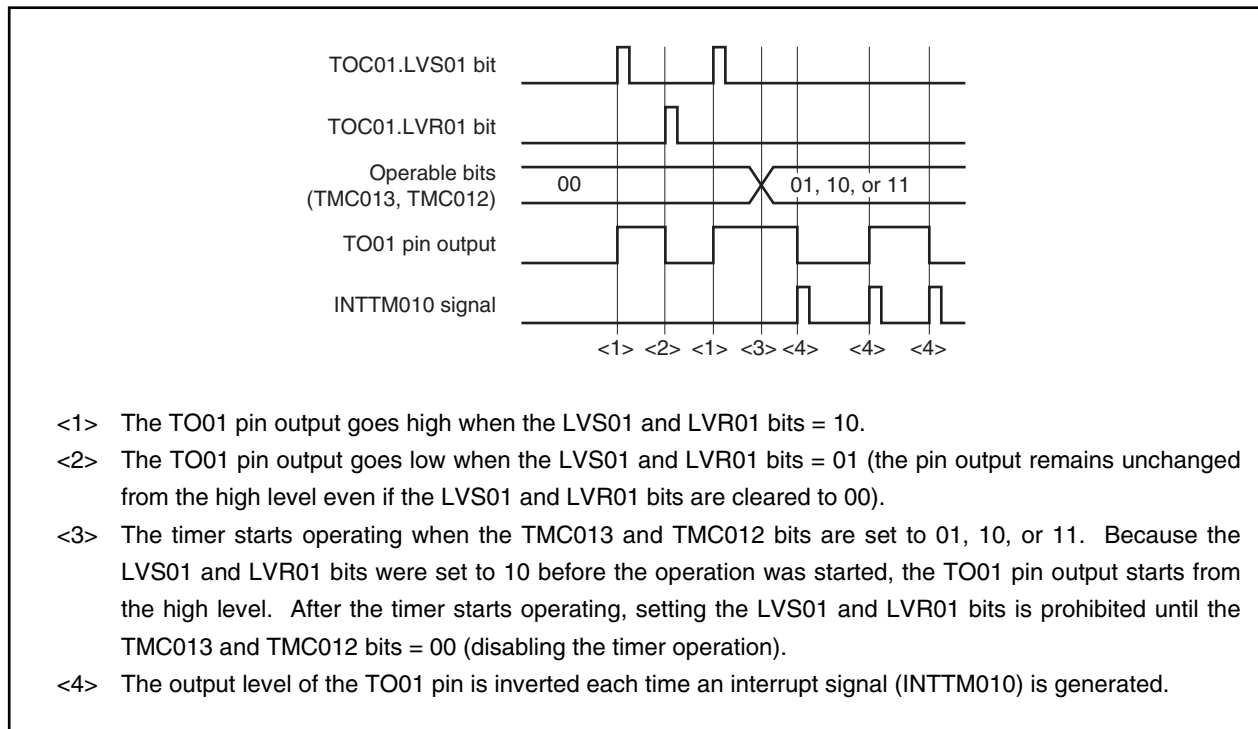 TOC01.LVS01 bit
TOC01.LVR01 bit
Operable bits
(TMC013, TMC012)
00
01, 10, or 11
TO01 pin output
INTTM010 signal
<1> <2> <1> <3> <4> <4> <4>
<1> The TO01 pin output goes high when the LVS01 and LVR01 bits = 10.
<2> The TO01 pin output goes low when the LVS01 and LVR01 bits = 01 (the pin output remains unchanged
from the high level even if the LVS01 and LVR01 bits are cleared to 00).
<3> The timer starts operating when the TMC013 and TMC012 bits are set to 01, 10, or 11. Because the
LVS01 and LVR01 bits were set to 10 before the operation was started, the TO01 pin output starts from
the high level. After the timer starts operating, setting the LVS01 and LVR01 bits is prohibited until the
TMC013 and TMC012 bits = 00 (disabling the timer operation).
<4> The output level of the TO01 pin is inverted each time an interrupt signal (INTTM010) is generated.